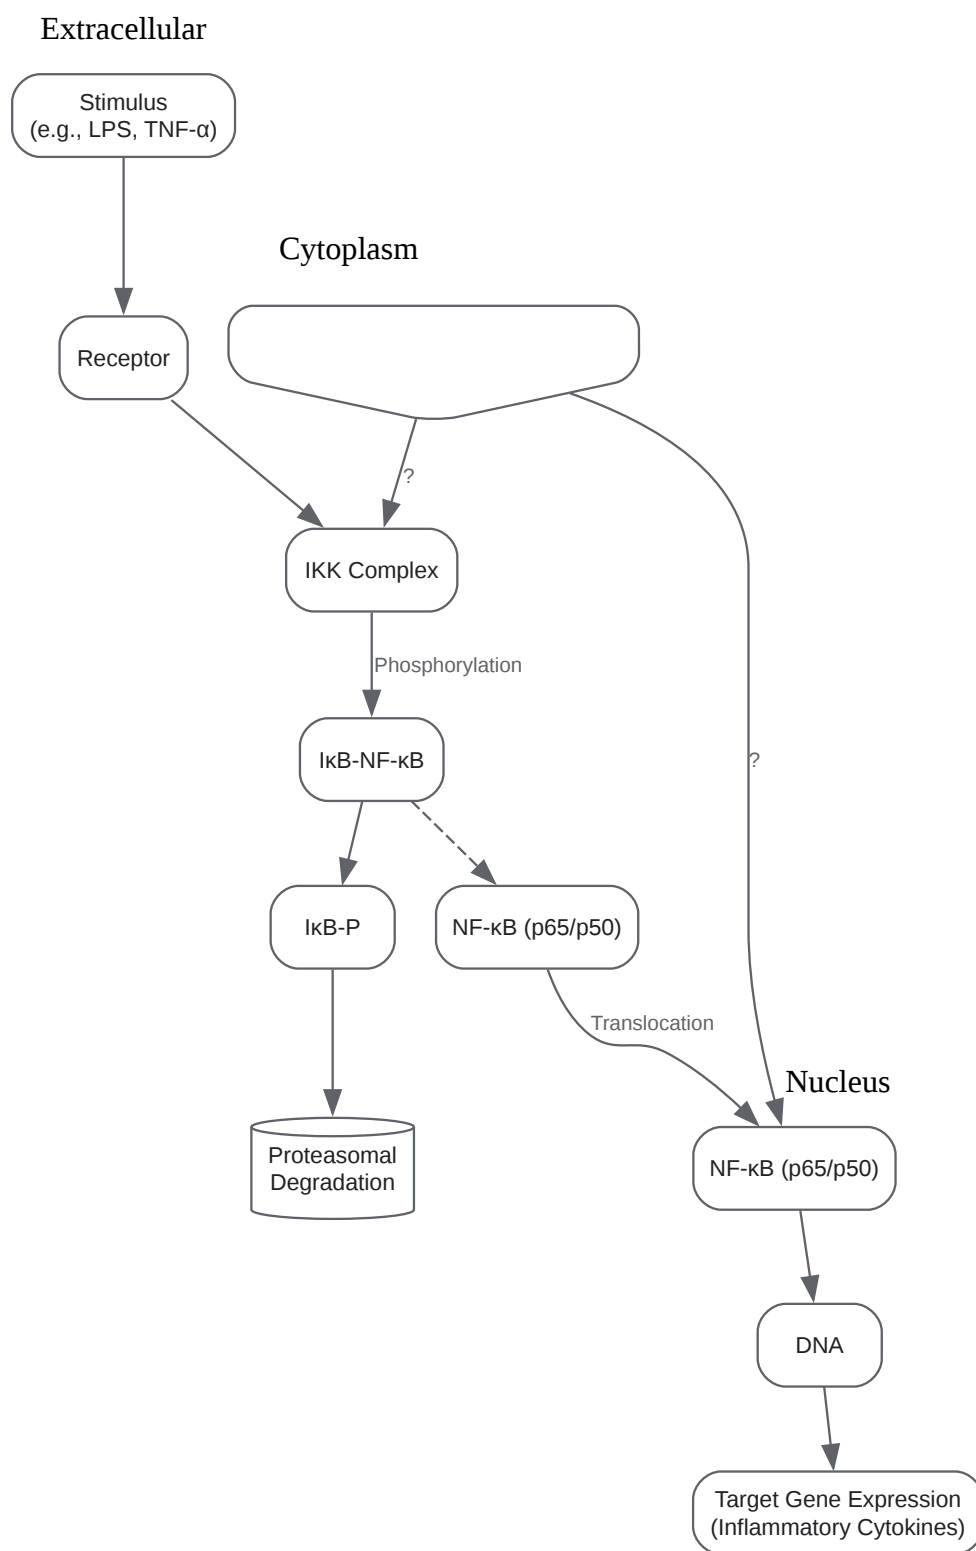 Extracellular
Stimulus
(e.g., LPS, TNF-α)
Cytoplasm
Receptor
?
IKK Complex
Phosphorylation
IκB-NF-κB
?
IκB-P
NF-κB (p65/p50)
Translocation
Nucleus
Proteasomal
Degradation
NF-κB (p65/p50)
DNA
Target Gene Expression
(Inflammatory Cytokines)